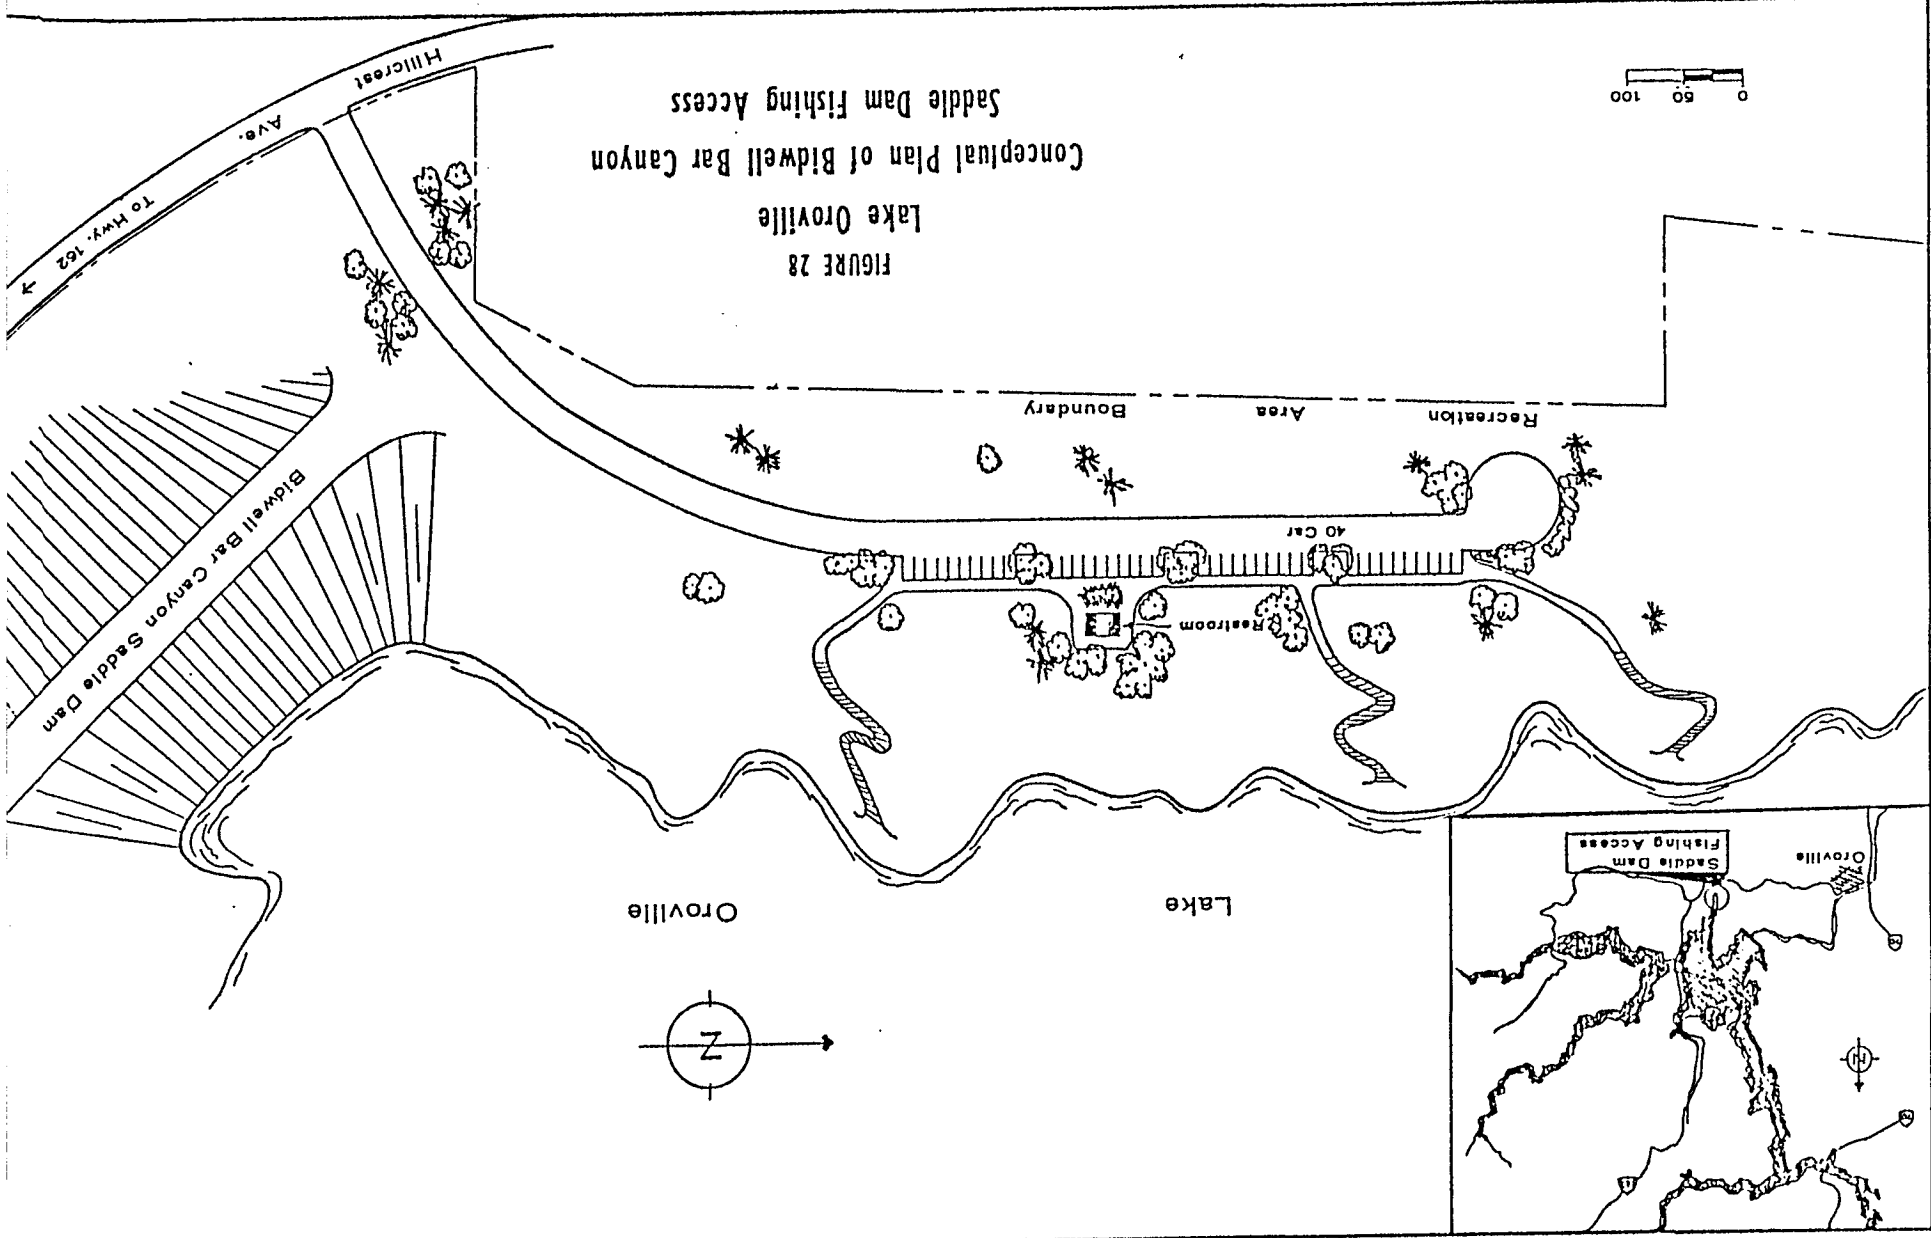 Saddle Dam
Fishing Access
Oroville
N
Lake Oroville
Bidwell Bar Canyon Saddle Dam
Restroom
40 Car
Recreation Area Boundary
To Hwy. 162
Hillcrest Ave.
FIGURE 28
Lake Oroville
Conceptual Plan of Bidwell Bar Canyon
Saddle Dam Fishing Access
0 50 100
N